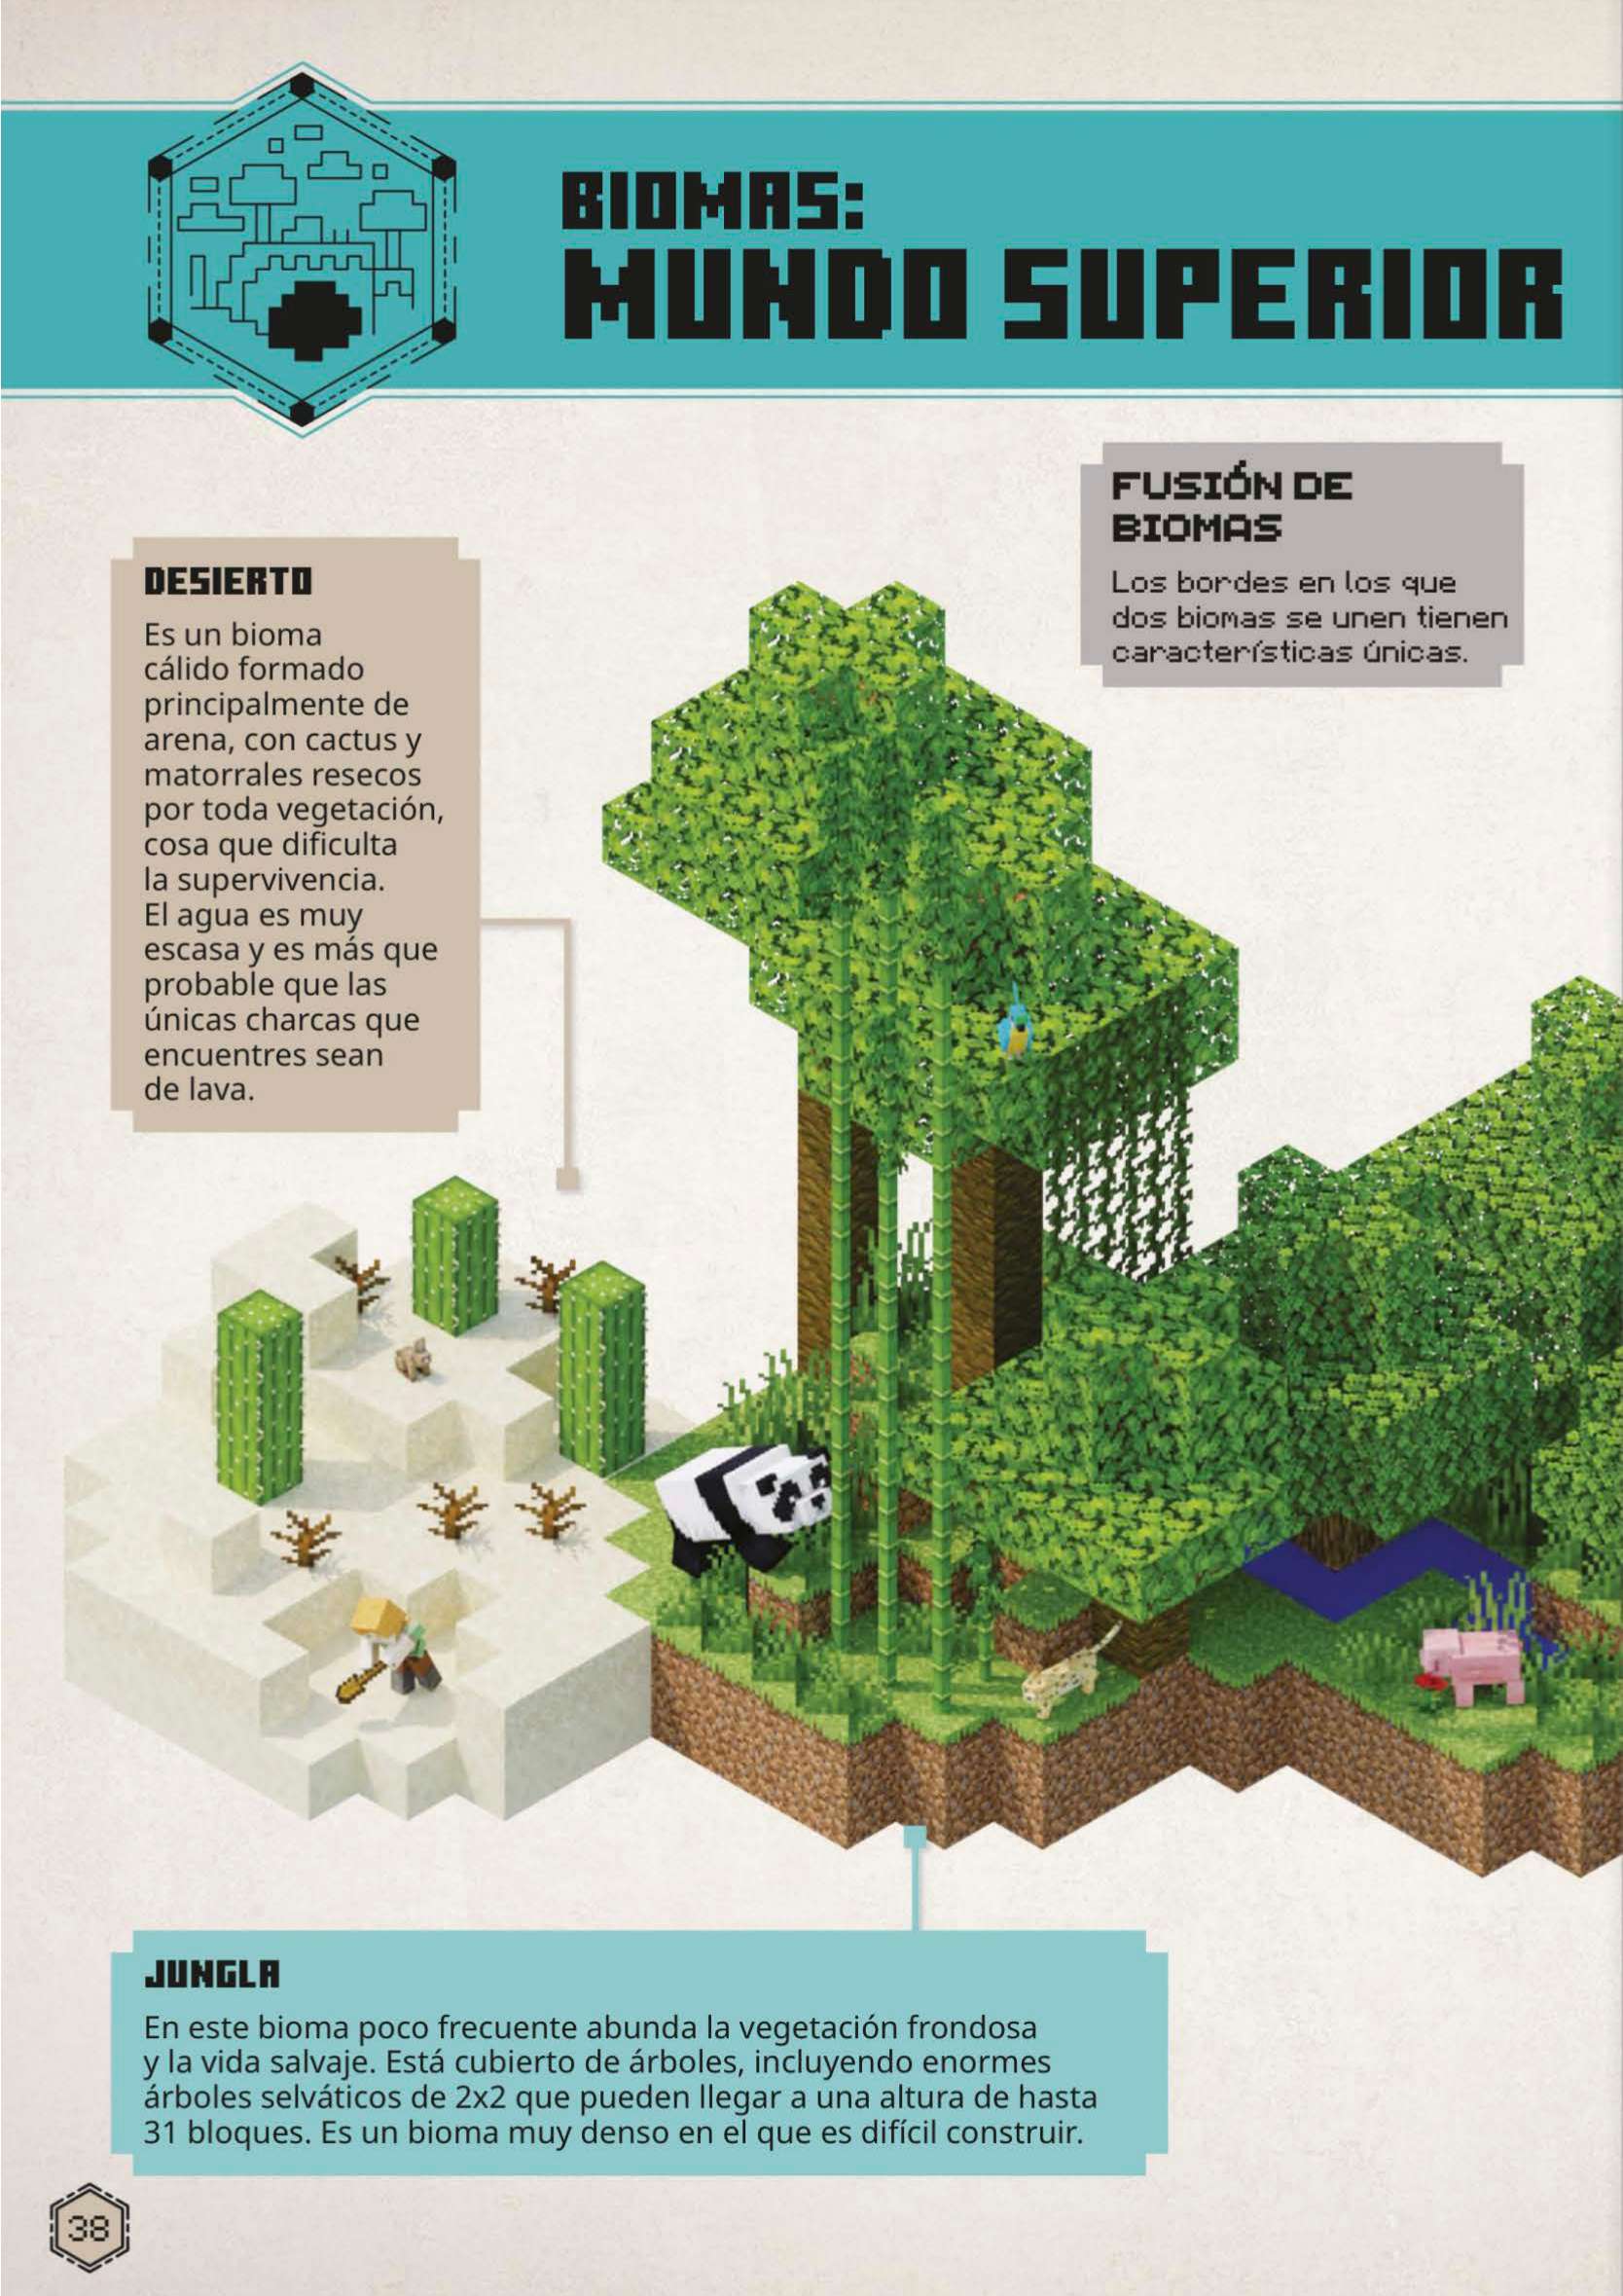 BIOMAS:
MUNDO SUPERIOR
FUSIÓN DE
BIOMAS
Los bordes en los que
dos biomas se unen tienen
características únicas.
DESIERTO
Es un bioma
cálido formado
principalmente de
arena, con cactus y
matorrales resecos
por toda vegetación,
cosa que dificulta
la supervivencia.
El agua es muy
escasa y es más que
probable que las
únicas charcas que
encuentres sean
de lava.
JUNGLA
En este bioma poco frecuente abunda la vegetación frondosa
y la vida salvaje. Está cubierto de árboles, incluyendo enormes
árboles selváticos de 2x2 que pueden llegar a una altura de hasta
31 bloques. Es un bioma muy denso en el que es difícil construir.
38